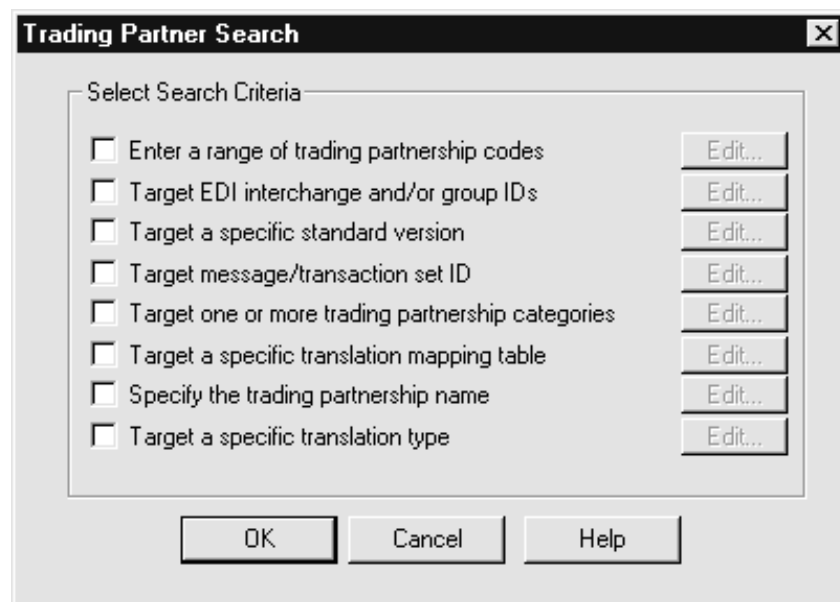 Trading Partner Search
Select Search Criteria
Enter a range of trading partnership codes Edit...
Target EDI interchange and/or group IDs Edit...
Target a specific standard version Edit...
Target message/transaction set ID Edit...
Target one or more trading partnership categories Edit...
Target a specific translation mapping table Edit...
Specify the trading partnership name Edit...
Target a specific translation type Edit...
OK Cancel Help